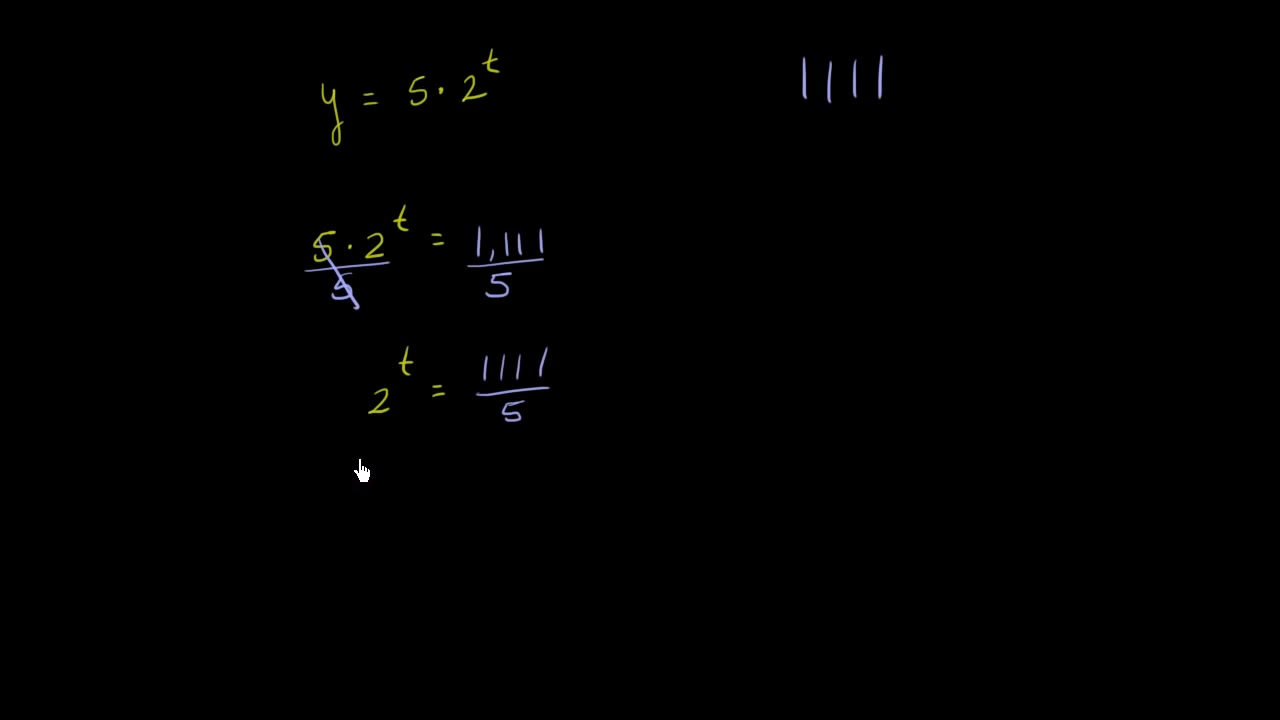 y = 5 · 2^t
1111
5 · 2^t / 5 = 1,111 / 5
2^t = 1111 / 5